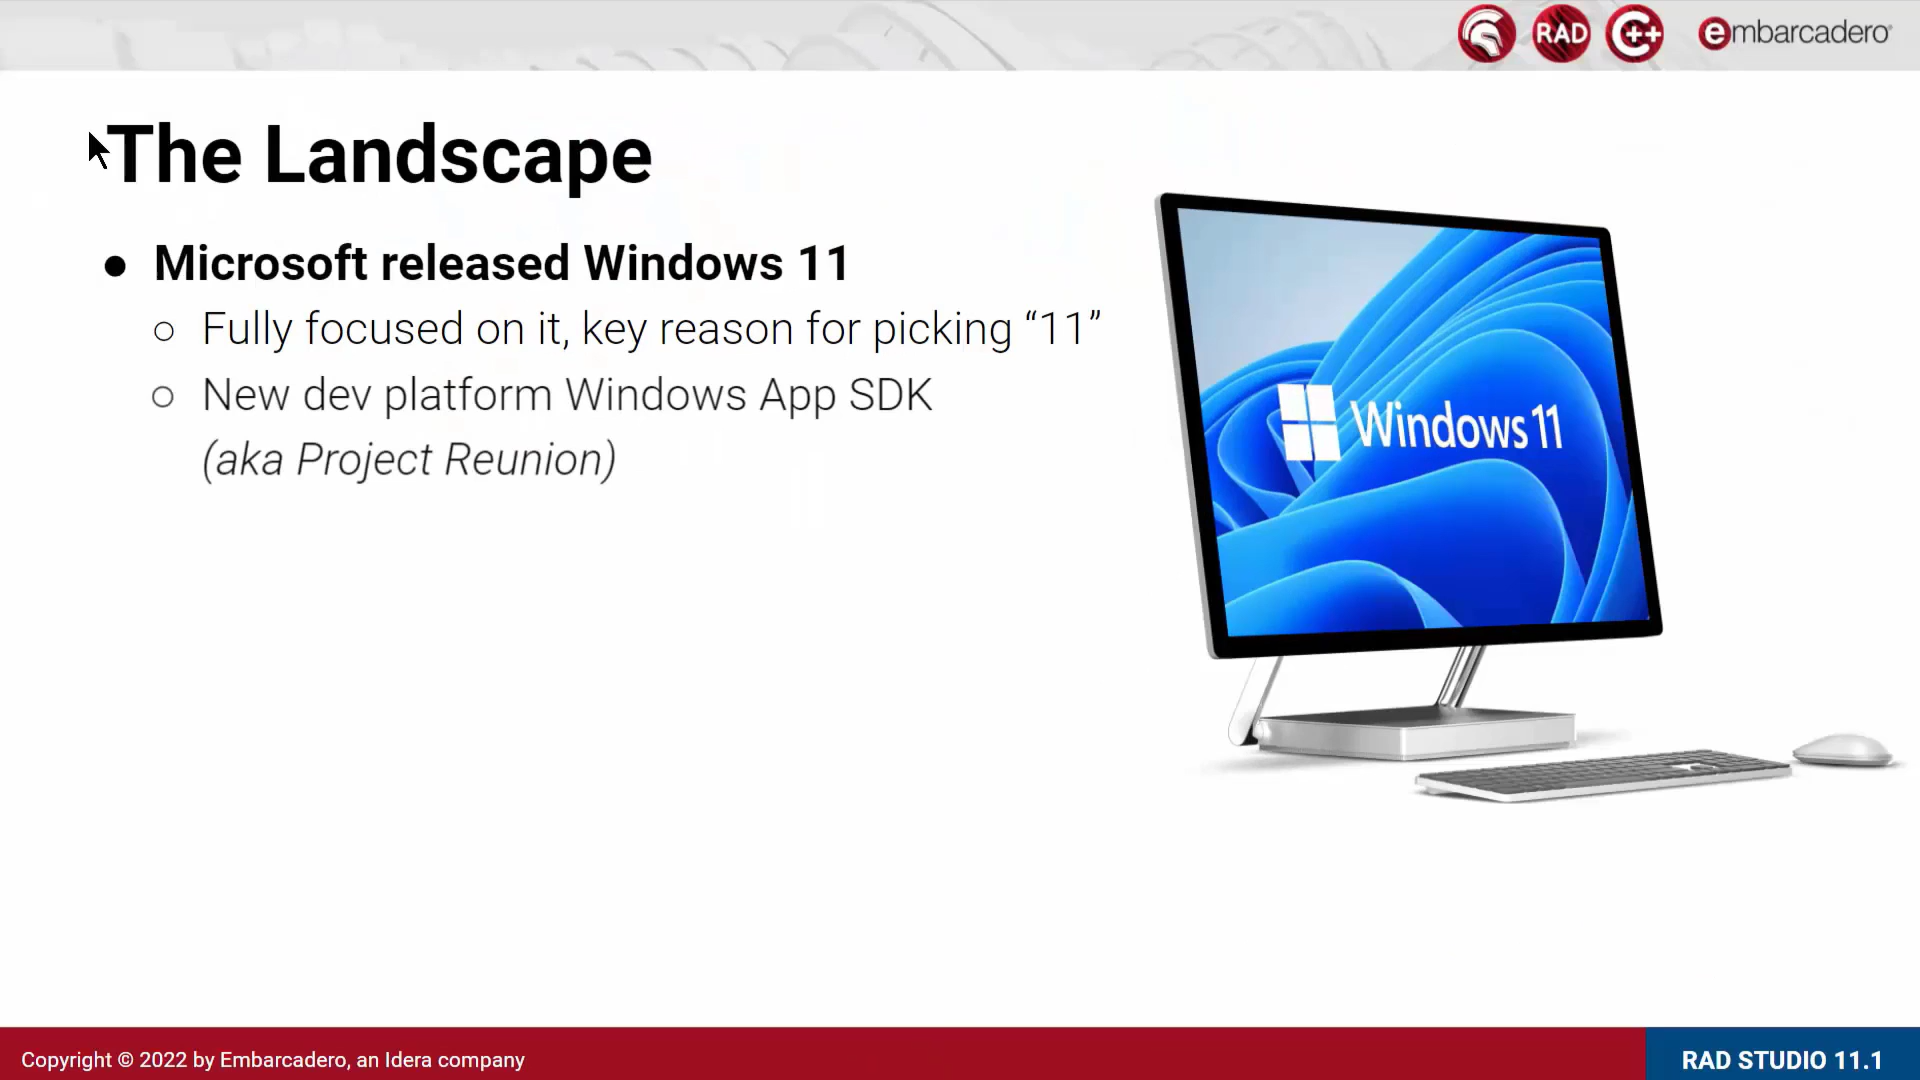 RAD
C++
embarcadero
The Landscape
● Microsoft released Windows 11
○ Fully focused on it, key reason for picking “11”
○ New dev platform Windows App SDK
(aka Project Reunion)
Windows 11
Copyright © 2022 by Embarcadero, an Idera company
RAD STUDIO 11.1